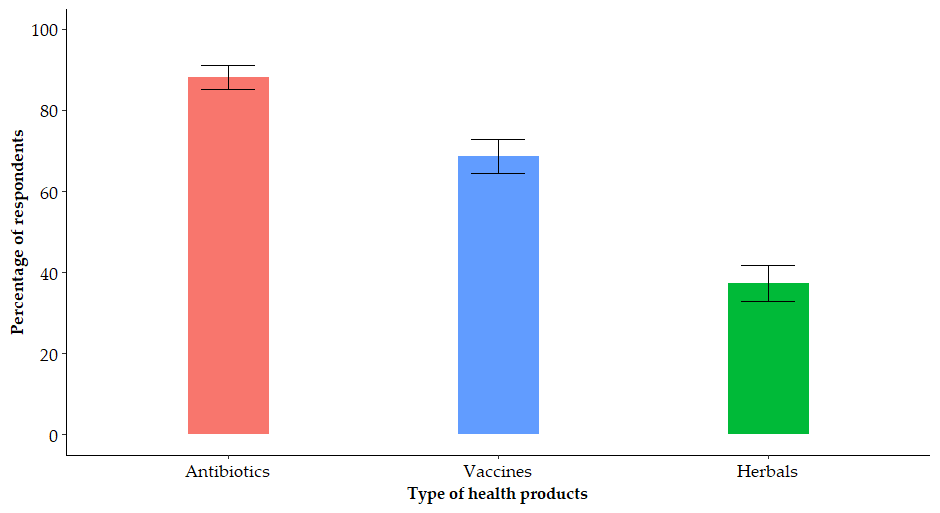 Percentage of respondents
100
80
60
40
20
0
Antibiotics
Vaccines
Herbals
Type of health products